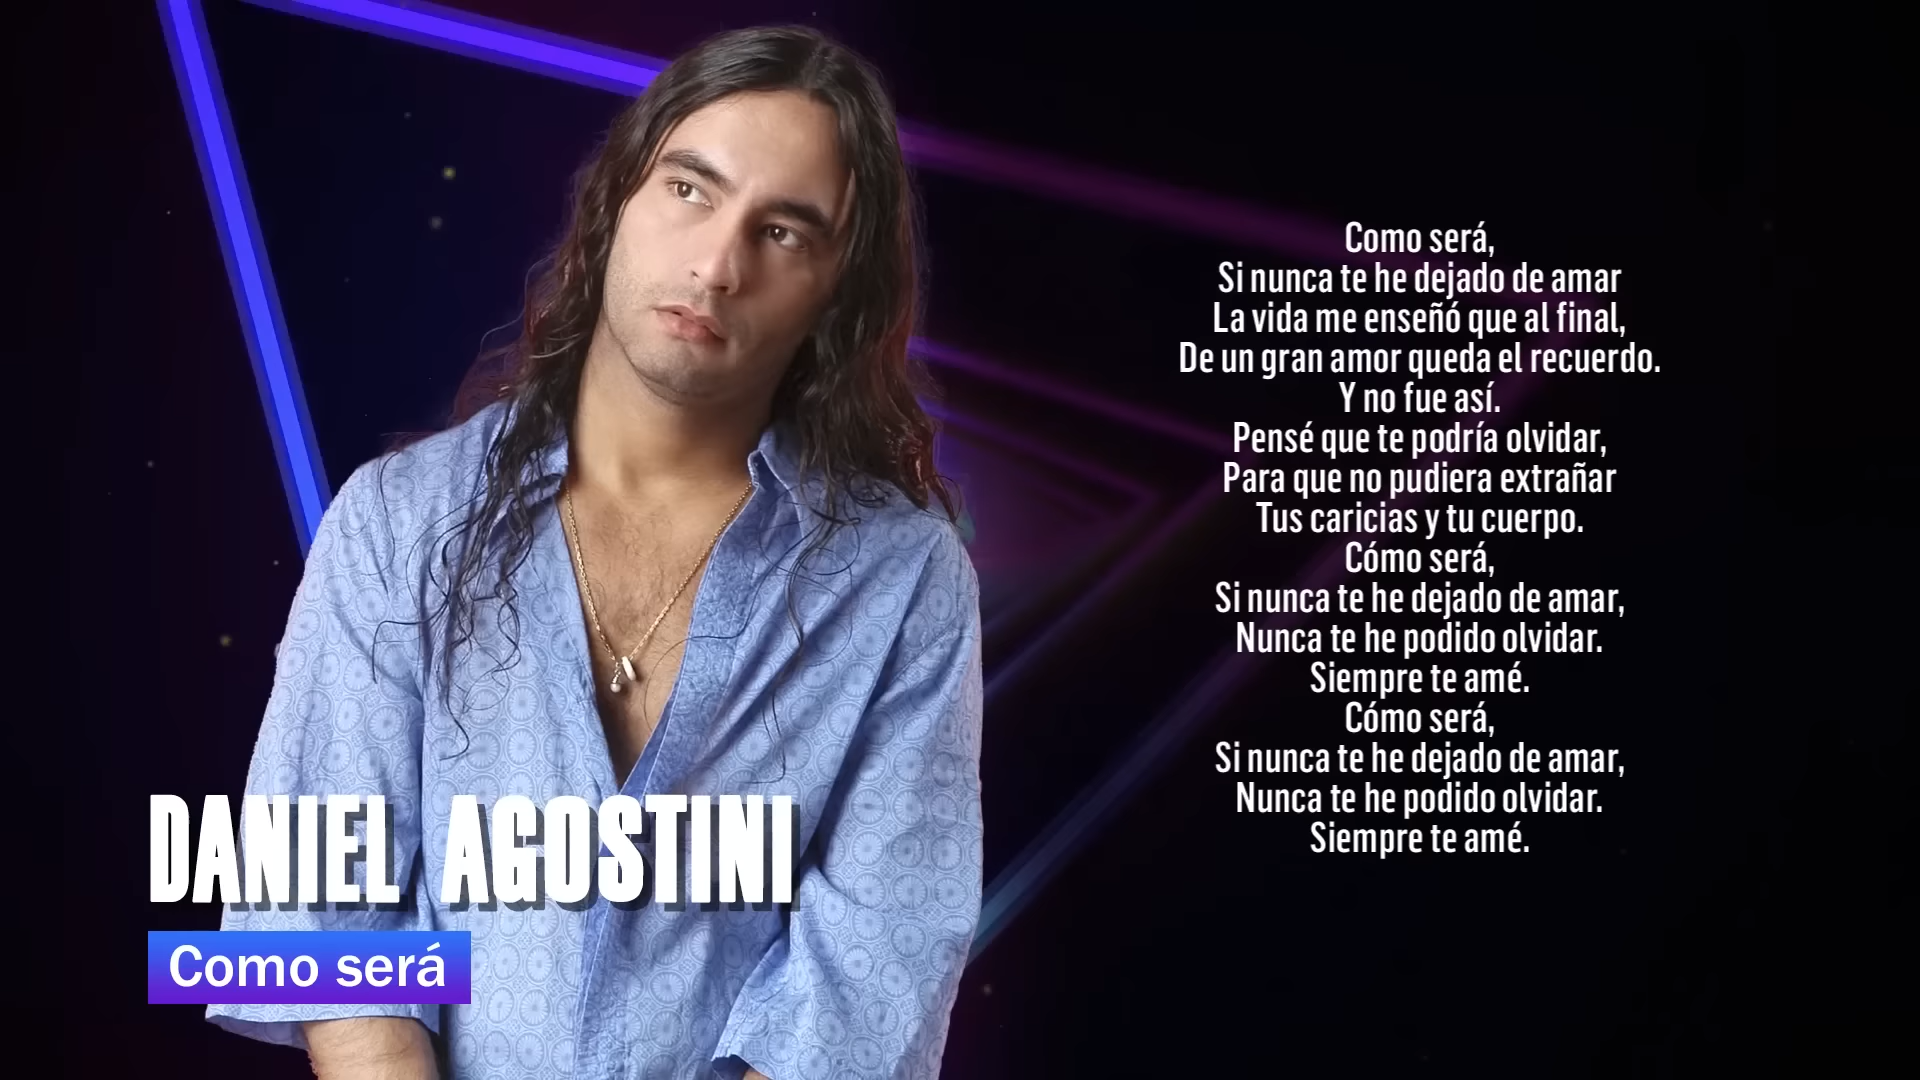 Como será,
Si nunca te he dejado de amar
La vida me enseñó que al final,
De un gran amor queda el recuerdo.
Y no fue así.
Pensé que te podría olvidar,
Para que no pudiera extrañar
Tus caricias y tu cuerpo.
Cómo será,
Si nunca te he dejado de amar,
Nunca te he podido olvidar.
Siempre te amé.
Cómo será,
Si nunca te he dejado de amar,
Nunca te he podido olvidar.
Siempre te amé.
DANIEL AGOSTINI
Como será